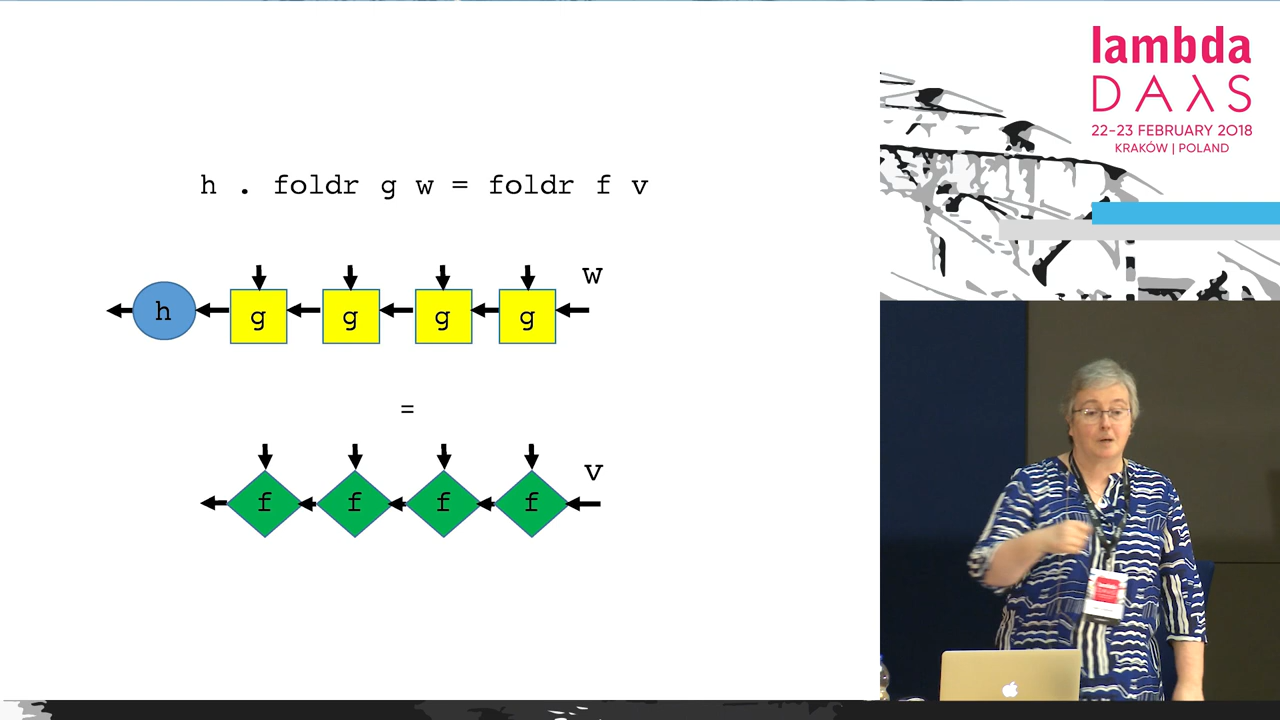 h . foldr g w = foldr f v
w
h g g g g
=
v
f f f f
lambda
DAλS
22-23 FEBRUARY 2018
KRAKÓW | POLAND